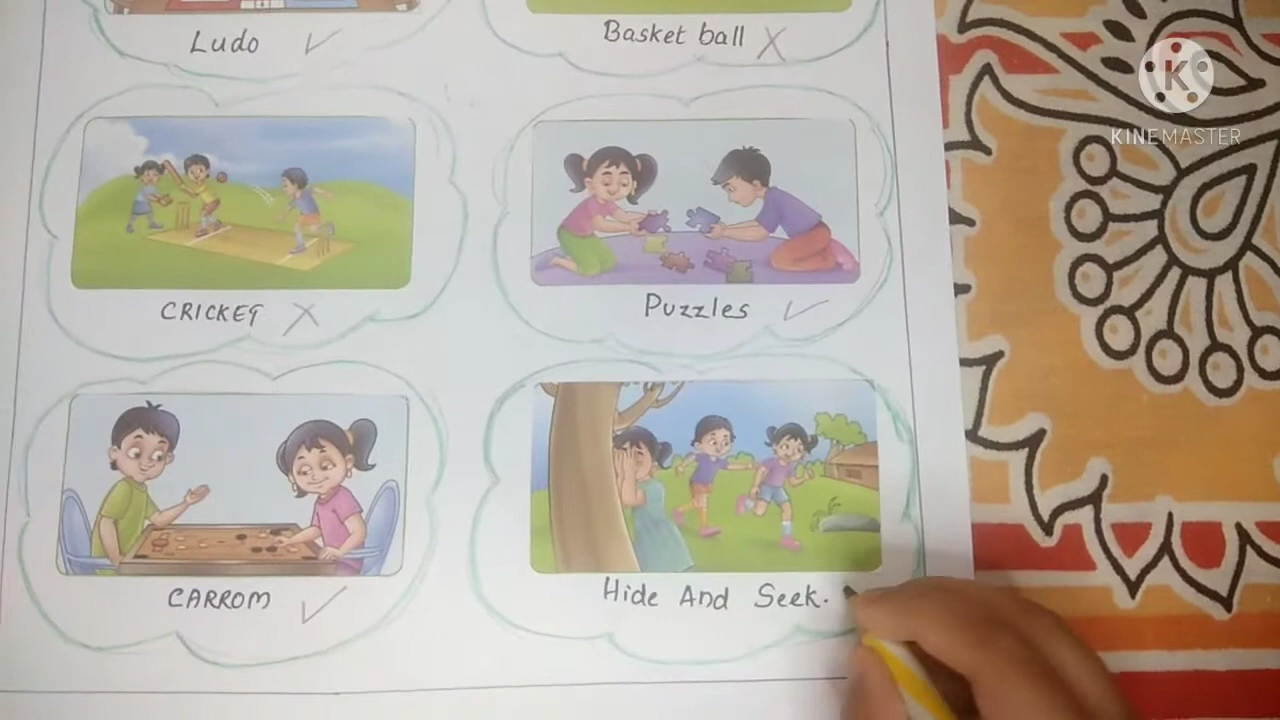 Ludo
Basket ball
CRICKET
Puzzles
CARROM
Hide And Seek.
K
KINEMASTER